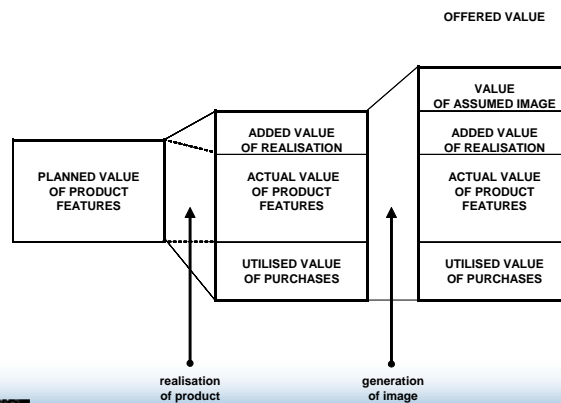 OFFERED VALUE
PLANNED VALUE
OF PRODUCT
FEATURES
ADDED VALUE
OF REALISATION
ACTUAL VALUE
OF PRODUCT
FEATURES
UTILISED VALUE
OF PURCHASES
VALUE
OF ASSUMED IMAGE
ADDED VALUE
OF REALISATION
ACTUAL VALUE
OF PRODUCT
FEATURES
UTILISED VALUE
OF PURCHASES
realisation
of product
generation
of image